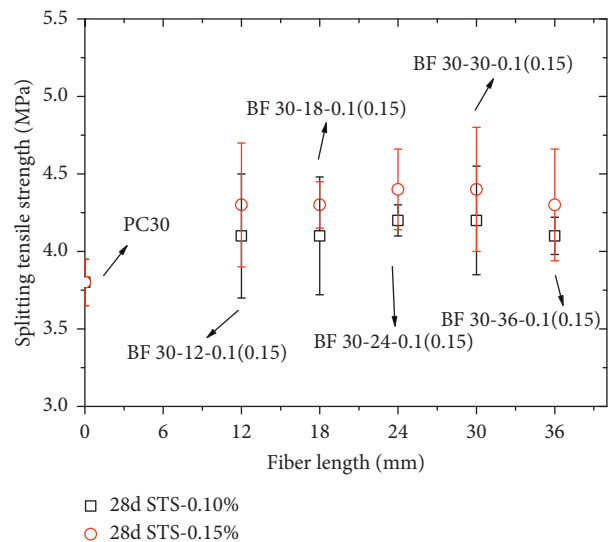 Splitting tensile strength (MPa)
5.5
5.0
4.5
4.0
3.5
3.0
BF 30-30-0.1(0.15)
BF 30-18-0.1(0.15)
PC30
BF 30-12-0.1(0.15)
BF 30-24-0.1(0.15)
BF 30-36-0.1(0.15)
0 12 18 24 30 36
Fiber length (mm)
28d STS-0.10%
28d STS-0.15%